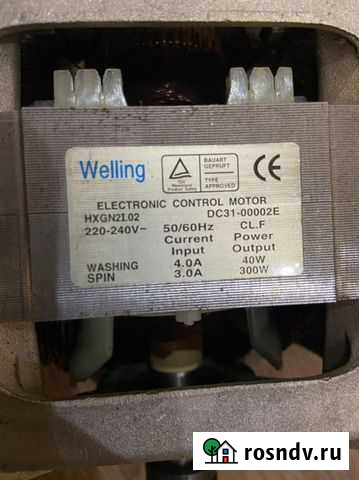 Welling
BAUART
GEPRÜFT
TYPE
APPROVED
CE
ELECTRONIC CONTROL MOTOR
HXGN2I.02 DC31-00002E
220-240V~ 50/60Hz CL.F
Current Power
Input Output
WASHING 4.0A 40W
SPIN 3.0A 300W
rosndv.ru